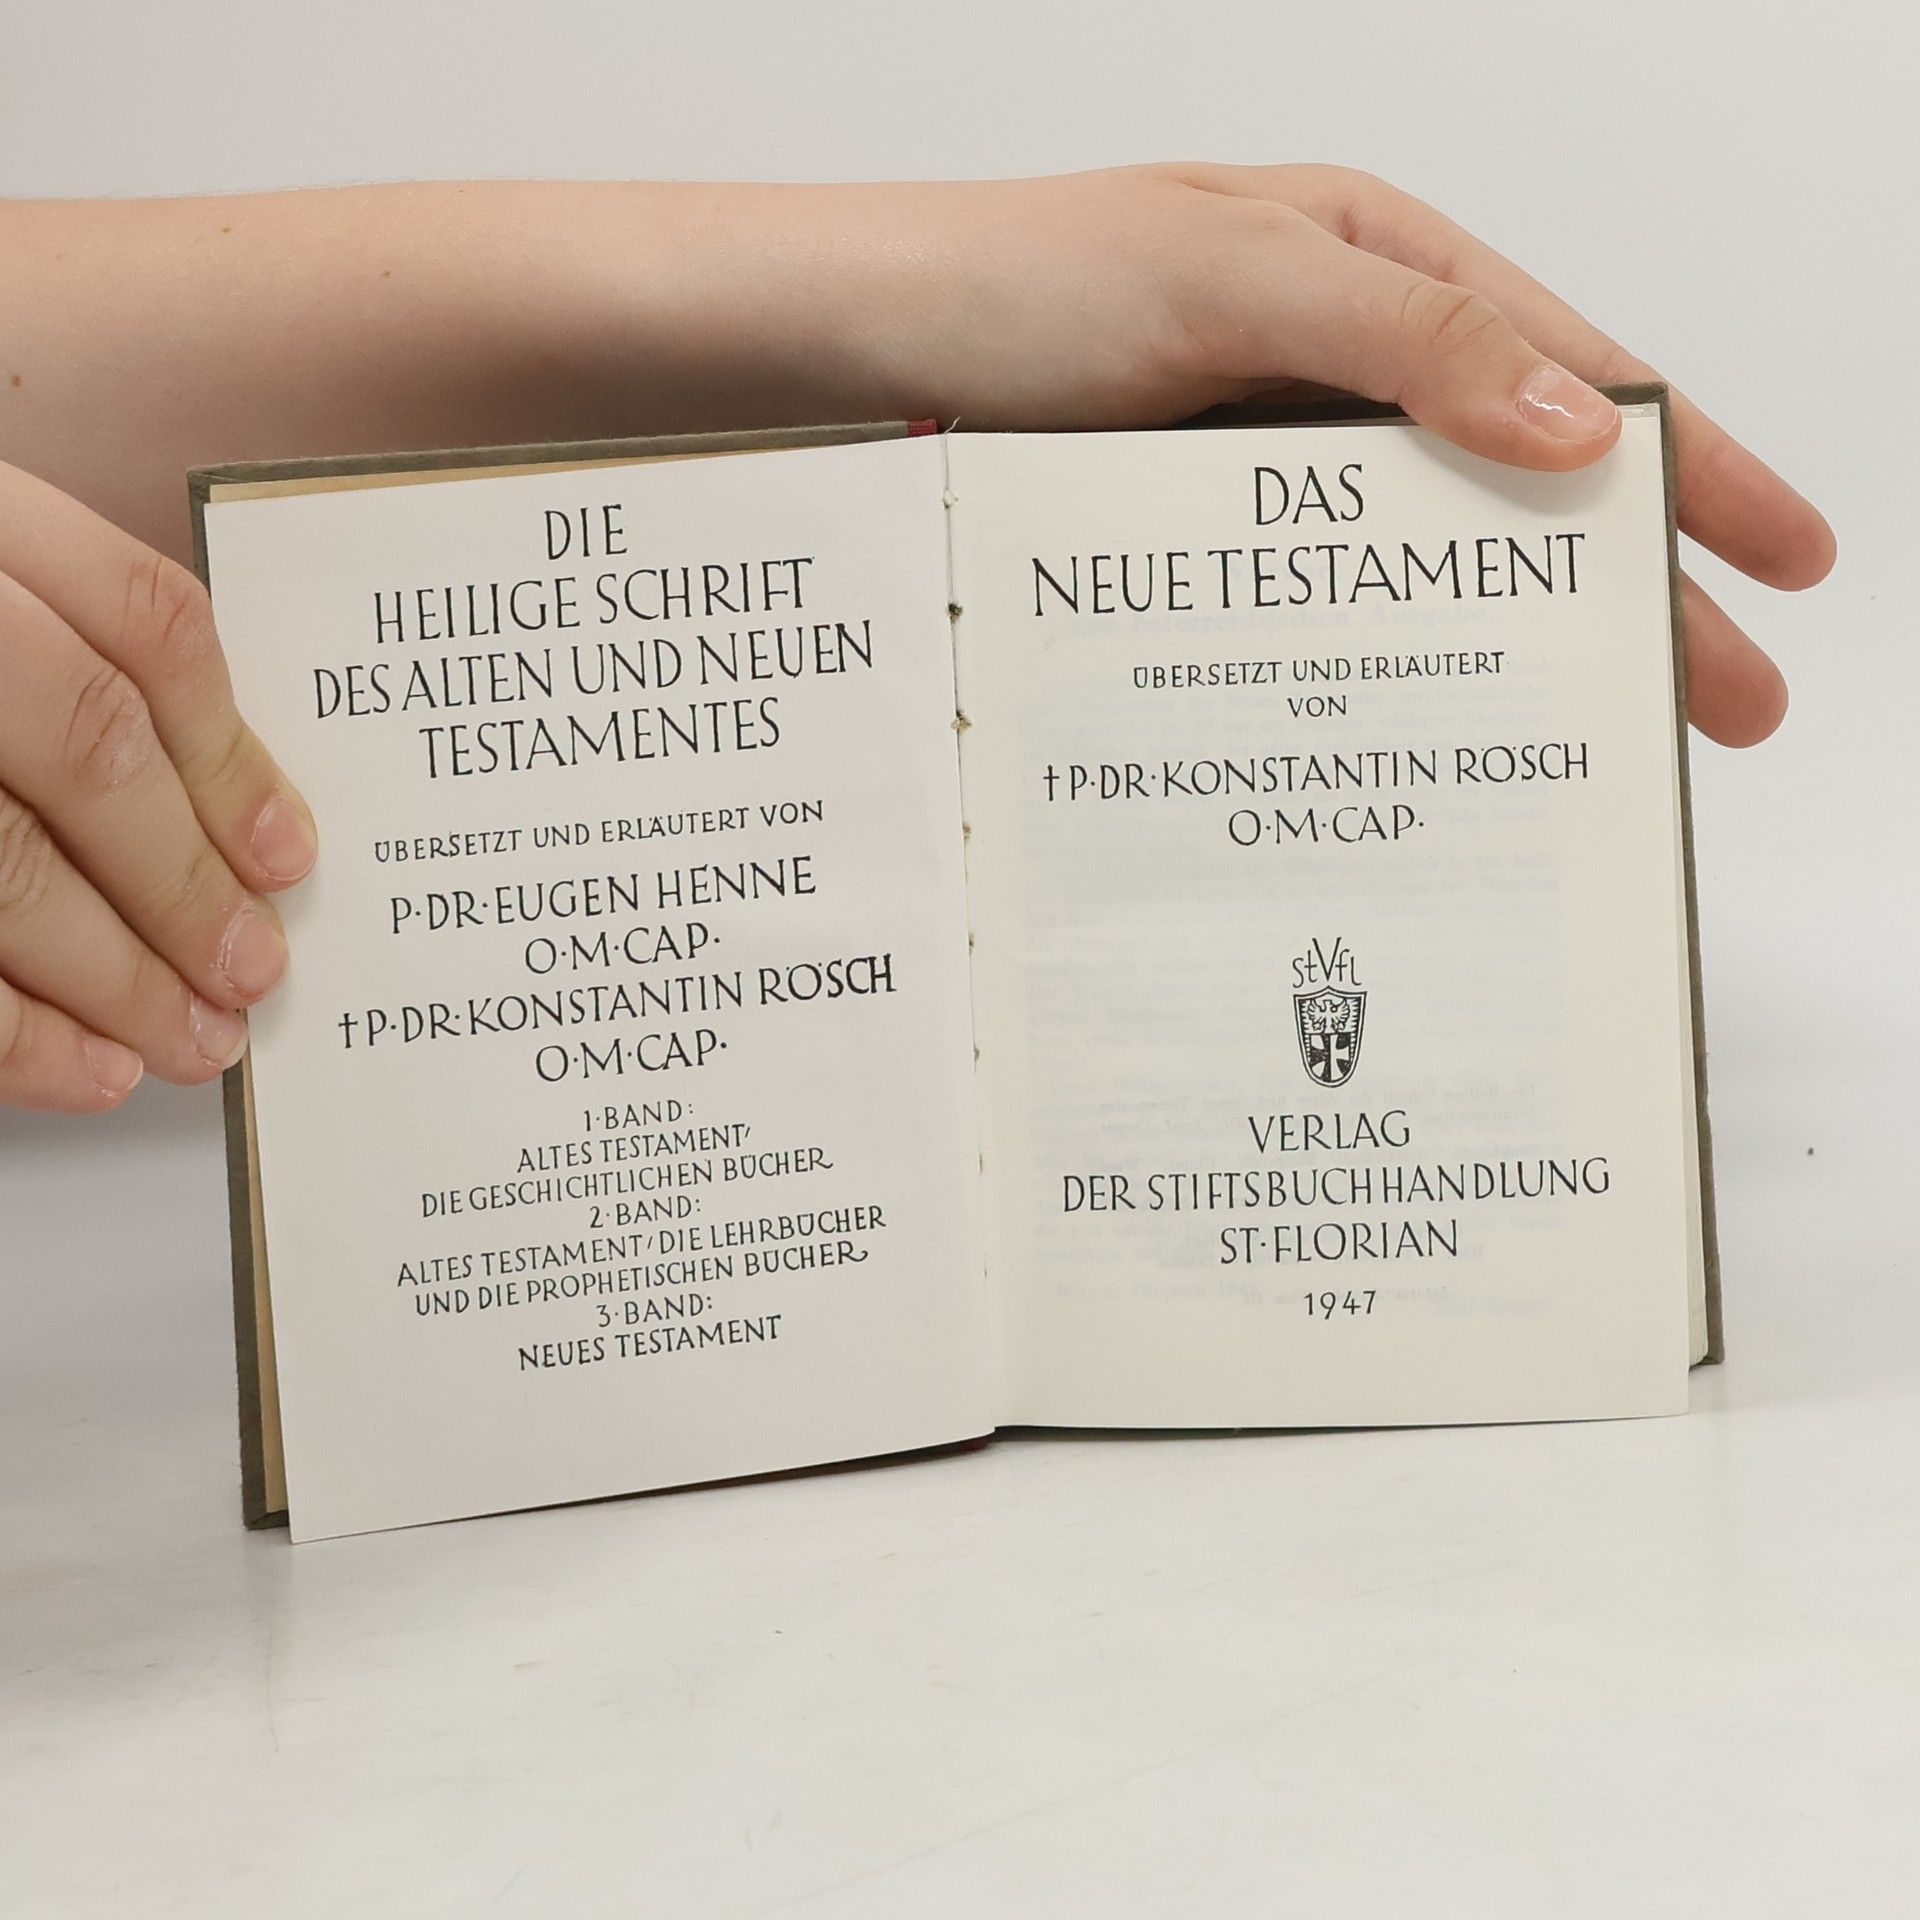 DIE
HEILIGE SCHRIFT
DES ALTEN UND NEUEN
TESTAMENTES
ÜBERSETZT UND ERLÄUTERT VON
P·DR·EUGEN HENNE
O·M·CAP·
†P·DR·KONSTANTIN RÖSCH
O·M·CAP·
1·BAND:
ALTES TESTAMENT,
DIE GESCHICHTLICHEN BÜCHER
2·BAND:
ALTES TESTAMENT, DIE LEHRBÜCHER
UND DIE PROPHETISCHEN BÜCHER
3·BAND:
NEUES TESTAMENT
DAS
NEUE TESTAMENT
ÜBERSETZT UND ERLÄUTERT
VON
†P·DR·KONSTANTIN RÖSCH
O·M·CAP·
StVfl
VERLAG
DER STIFTSBUCHHANDLUNG
ST·FLORIAN
1947